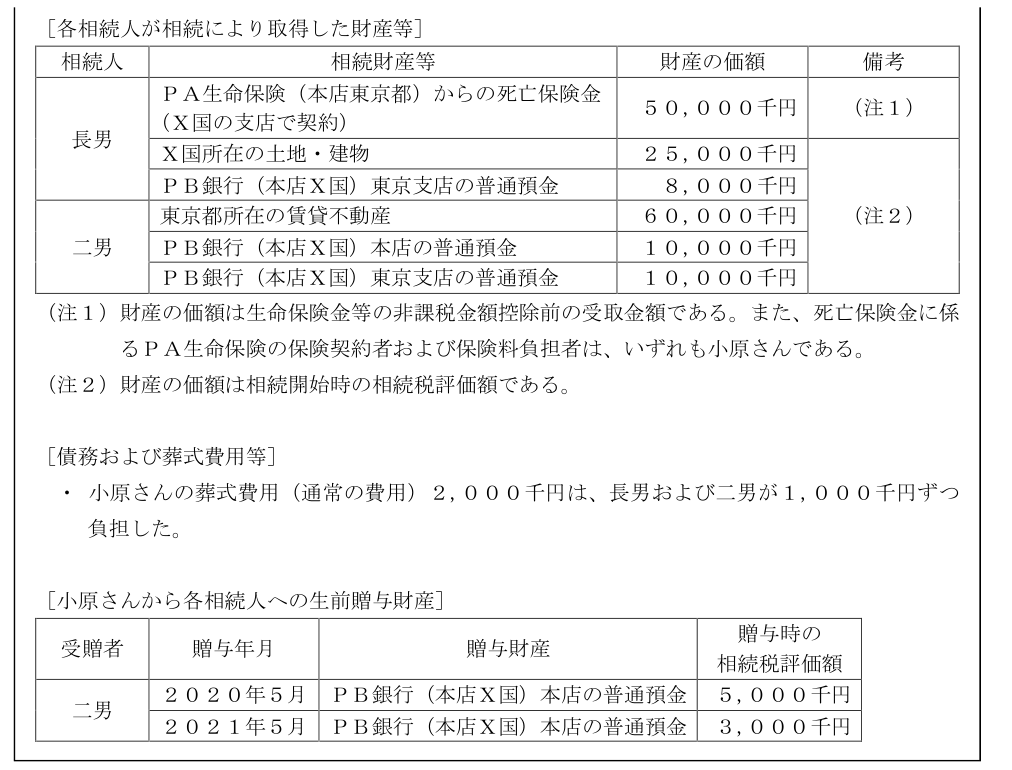 ［各相続人が相続により取得した財産等］
相続人 相続財産等 財産の価額 備考
長男 ＰＡ生命保険（本店東京都）からの死亡保険金
（Ｘ国の支店で契約） ５０，０００千円 （注１）
Ｘ国所在の土地・建物 ２５，０００千円
ＰＢ銀行（本店Ｘ国）東京支店の普通預金 ８，０００千円
二男 東京都所在の賃貸不動産 ６０，０００千円 （注２）
ＰＢ銀行（本店Ｘ国）本店の普通預金 １０，０００千円
ＰＢ銀行（本店Ｘ国）東京支店の普通預金 １０，０００千円
（注１）財産の価額は生命保険金等の非課税金額控除前の受取金額である。また、死亡保険金に係
るＰＡ生命保険の保険契約者および保険料負担者は、いずれも小原さんである。
（注２）財産の価額は相続開始時の相続税評価額である。
［債務および葬式費用等］
・ 小原さんの葬式費用（通常の費用）２，０００千円は、長男および二男が１，０００千円ずつ
負担した。
［小原さんから各相続人への生前贈与財産］
受贈者 贈与年月 贈与財産 贈与時の
相続税評価額
二男 ２０２０年５月 ＰＢ銀行（本店Ｘ国）本店の普通預金 ５，０００千円
２０２１年５月 ＰＢ銀行（本店Ｘ国）本店の普通預金 ３，０００千円